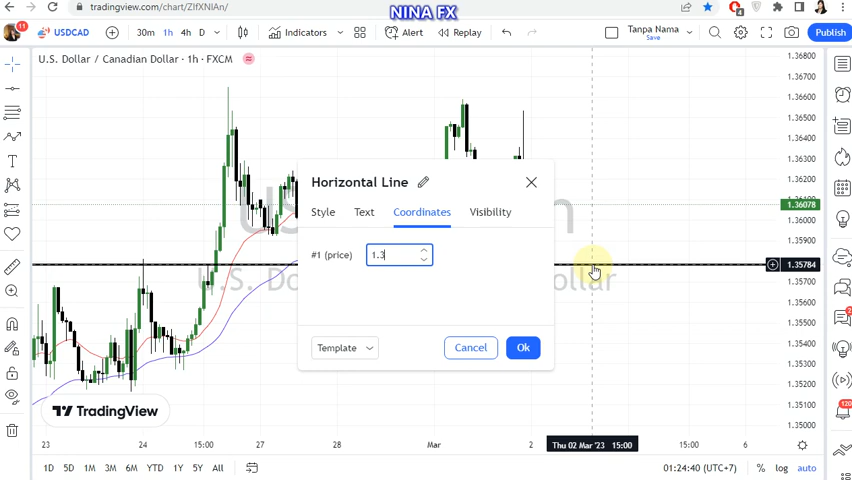 tradingview.com/chart/ZIfXNIAn/
NINA FX
11
USDCAD
30m 1h 4h D
Indicators
Alert
Replay
Tanpa Nama
Save
Publish
U.S. Dollar / Canadian Dollar · 1h · FXCM
1.36800
1.36700
1.36600
1.36500
1.36400
1.36300
1.36200
1.36078
1.36000
1.35900
1.35784
1.35700
1.35600
1.35500
1.35400
1.35300
1.35200
1.35100
1.35000
Horizontal Line
Style Text Coordinates Visibility
#1 (price) 1.3
Template
Cancel
Ok
TradingView
23 24 15:00 27 28 Mar 2 Thu 02 Mar '23 15:00 15:00 6
1D 5D 1M 3M 6M YTD 1Y 5Y All
01:24:40 (UTC+7) % log auto